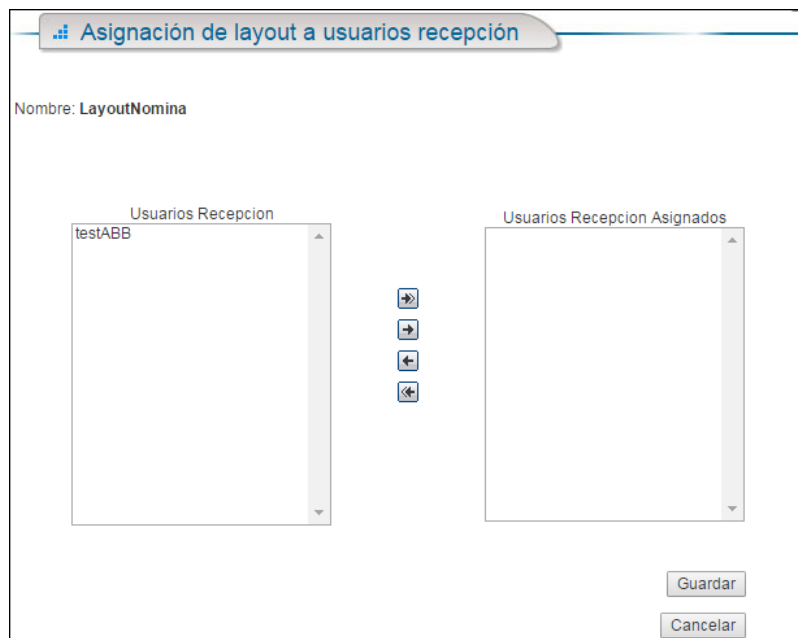 Asignación de layout a usuarios recepción
Nombre: LayoutNomina
Usuarios Recepcion
Usuarios Recepcion Asignados
testABB
Guardar
Cancelar